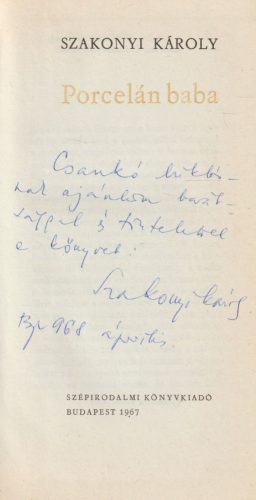 SZAKONYI KÁROLY
Porcelán baba
Csankó
nak ajánlom barát-
sággal és tisztelettel
e könyvet:
Szakonyi Károly
Bp 968 április
SZÉPIRODALMI KÖNYVKIADÓ
BUDAPEST 1967